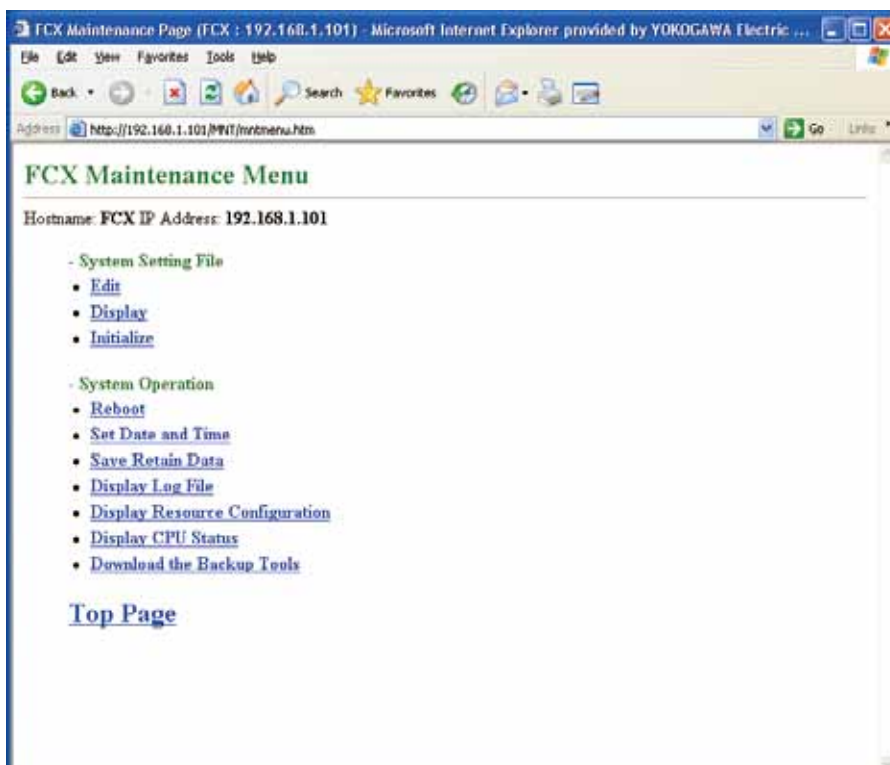 FCX Maintenance Page (FCX : 192.168.1.101) - Microsoft Internet Explorer provided by YOKOGAWA Electric ...
File Edit View Favorites Tools Help
Back Search Favorites
Address http://192.168.1.101/MNT/mntmenu.htm Go Links
FCX Maintenance Menu
Hostname: FCX IP Address: 192.168.1.101
- System Setting File
• Edit
• Display
• Initialize
- System Operation
• Reboot
• Set Date and Time
• Save Retain Data
• Display Log File
• Display Resource Configuration
• Display CPU Status
• Download the Backup Tools
Top Page